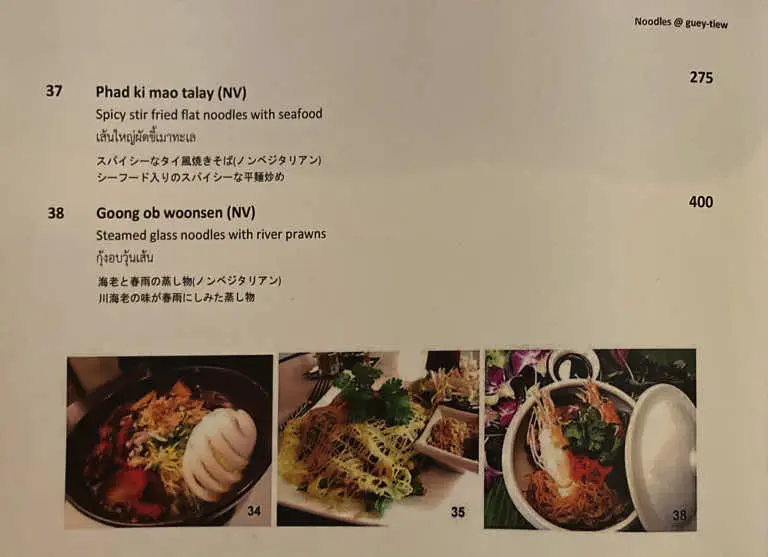 Noodles @ guey-tiew
37 Phad ki mao talay (NV) 275
Spicy stir fried flat noodles with seafood
เส้นใหญ่ผัดขี้เมาทะเล
スパイシーなタイ風焼きそば(ノンベジタリアン)
シーフード入りのスパイシーな平麺炒め
38 Goong ob woonsen (NV) 400
Steamed glass noodles with river prawns
กุ้งอบวุ้นเส้น
海老と春雨の蒸し物(ノンベジタリアン)
川海老の味が春雨にしみた蒸し物
34 35 38